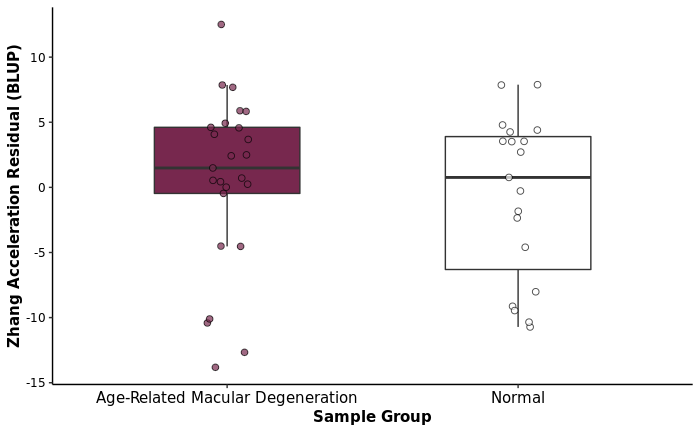 Zhang Acceleration Residual (BLUP)
10
5
0
-5
-10
-15
Age-Related Macular Degeneration
Normal
Sample Group